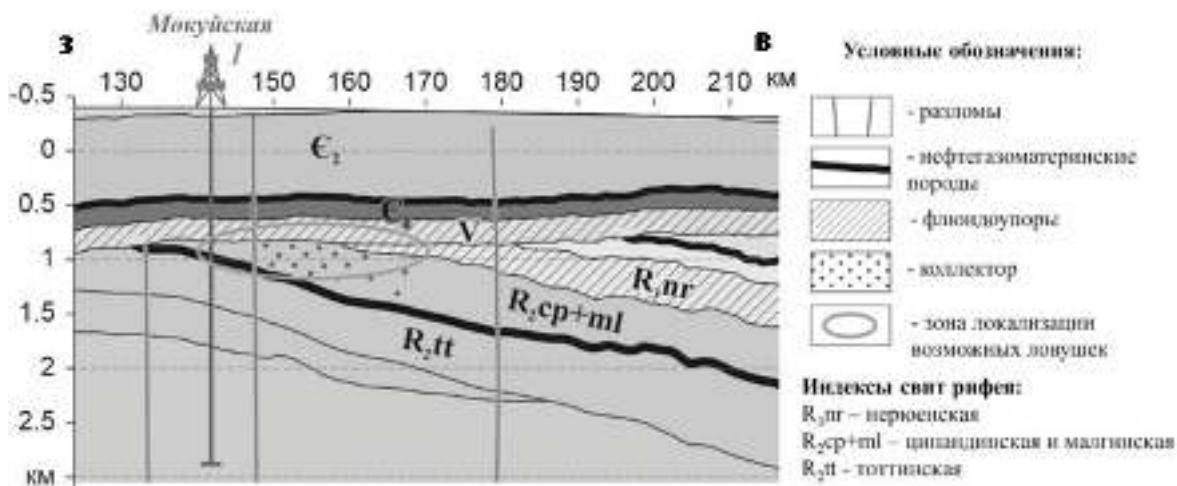 Мокуйская
1
З
В
130 150 160 170 180 190 200 210 км
-0.5
0
0.5
1
1.5
2
2.5
км
Є₂
Є₁
V
R₃nr
R₂cp+ml
R₂tt
Условные обозначения:
- разломы
- нефтегазоматеринские
породы
- флюидоупоры
- коллектор
- зона локализации
возможных ловушек
Индексы свит рифея:
R₃nr – нерюенская
R₂cp+ml – ципандинская и малгинская
R₂tt - тоттинская